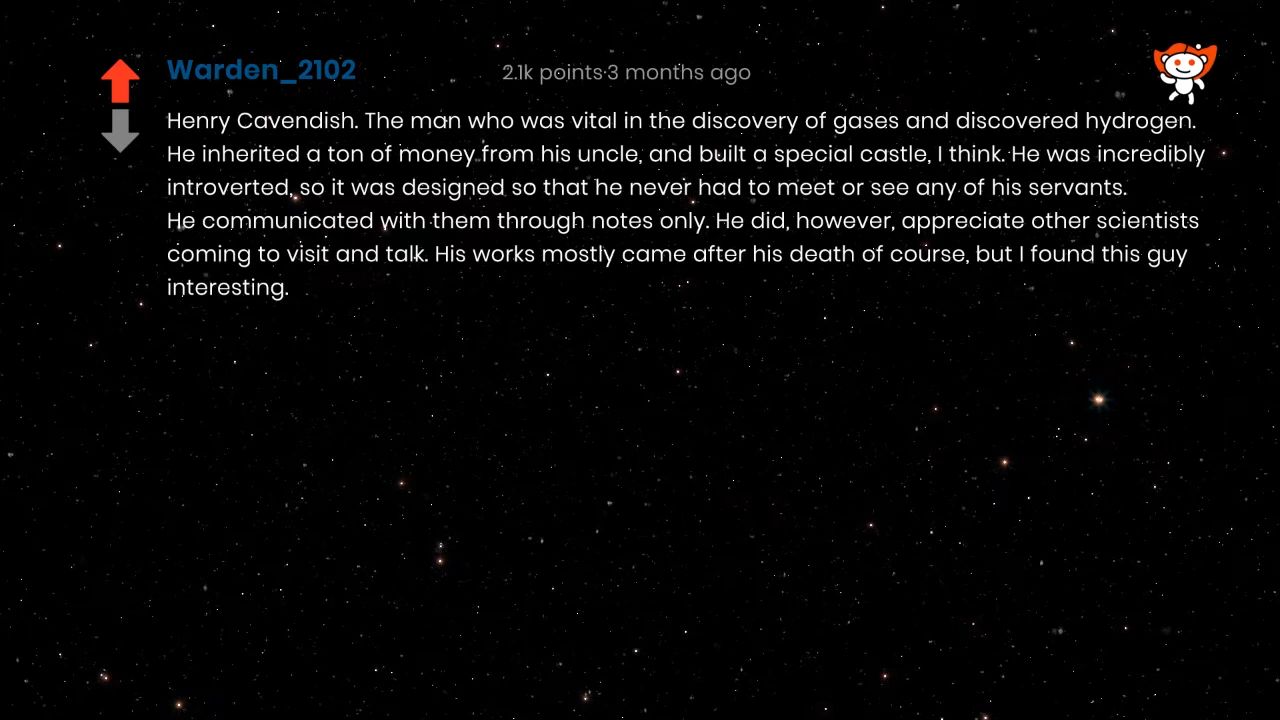 Warden_2102
2.1k points·3 months ago
Henry Cavendish. The man who was vital in the discovery of gases and discovered hydrogen.
He inherited a ton of money from his uncle, and built a special castle, I think. He was incredibly
introverted, so it was designed so that he never had to meet or see any of his servants.
He communicated with them through notes only. He did, however, appreciate other scientists
coming to visit and talk. His works mostly came after his death of course, but I found this guy
interesting.